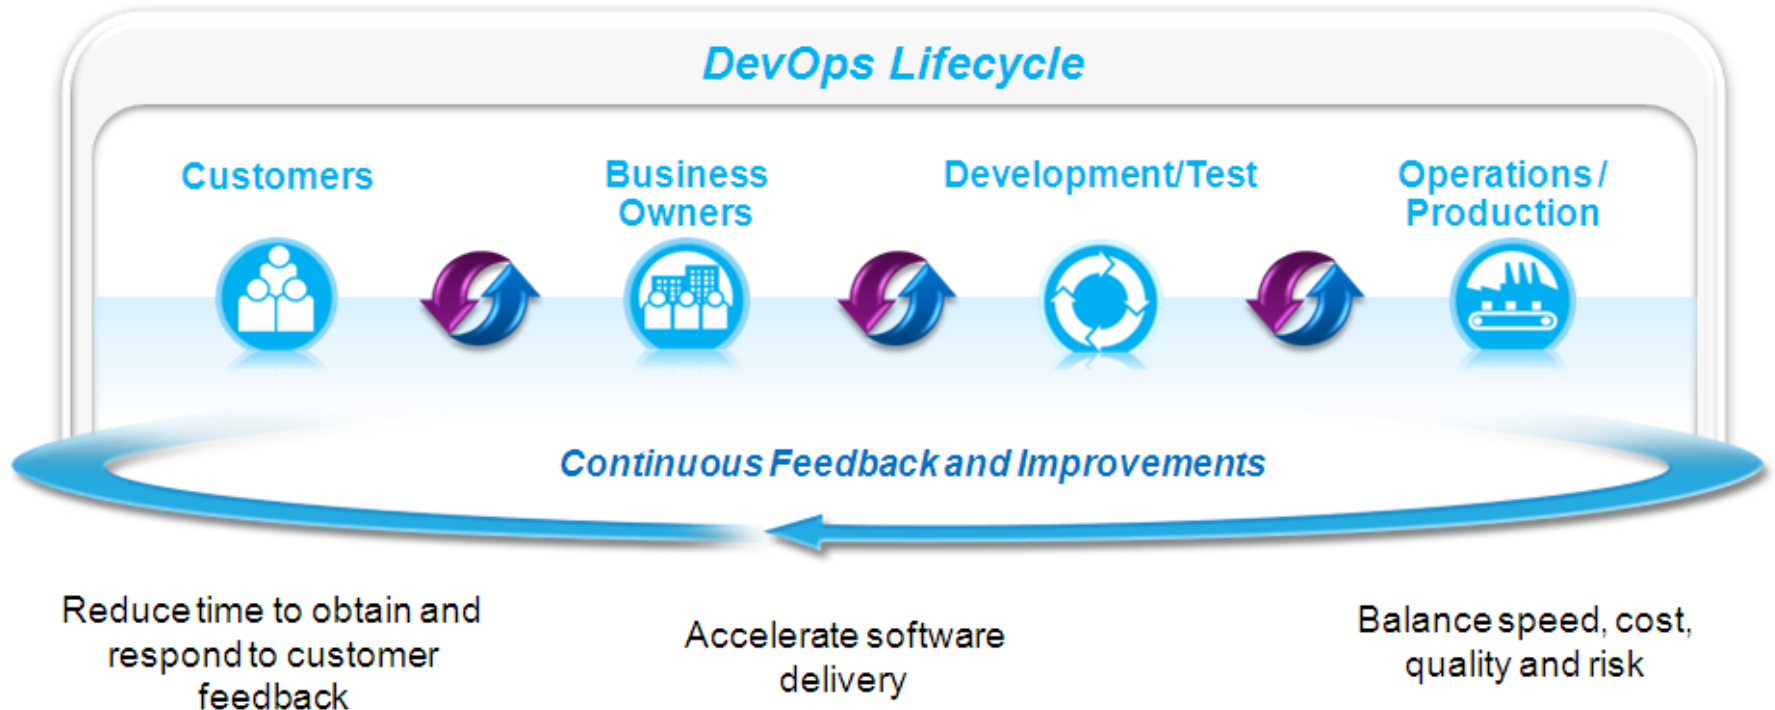 DevOps Lifecycle
Customers
Business
Owners
Development/Test
Operations /
Production
Continuous Feedback and Improvements
Reduce time to obtain and
respond to customer
feedback
Accelerate software
delivery
Balance speed, cost,
quality and risk